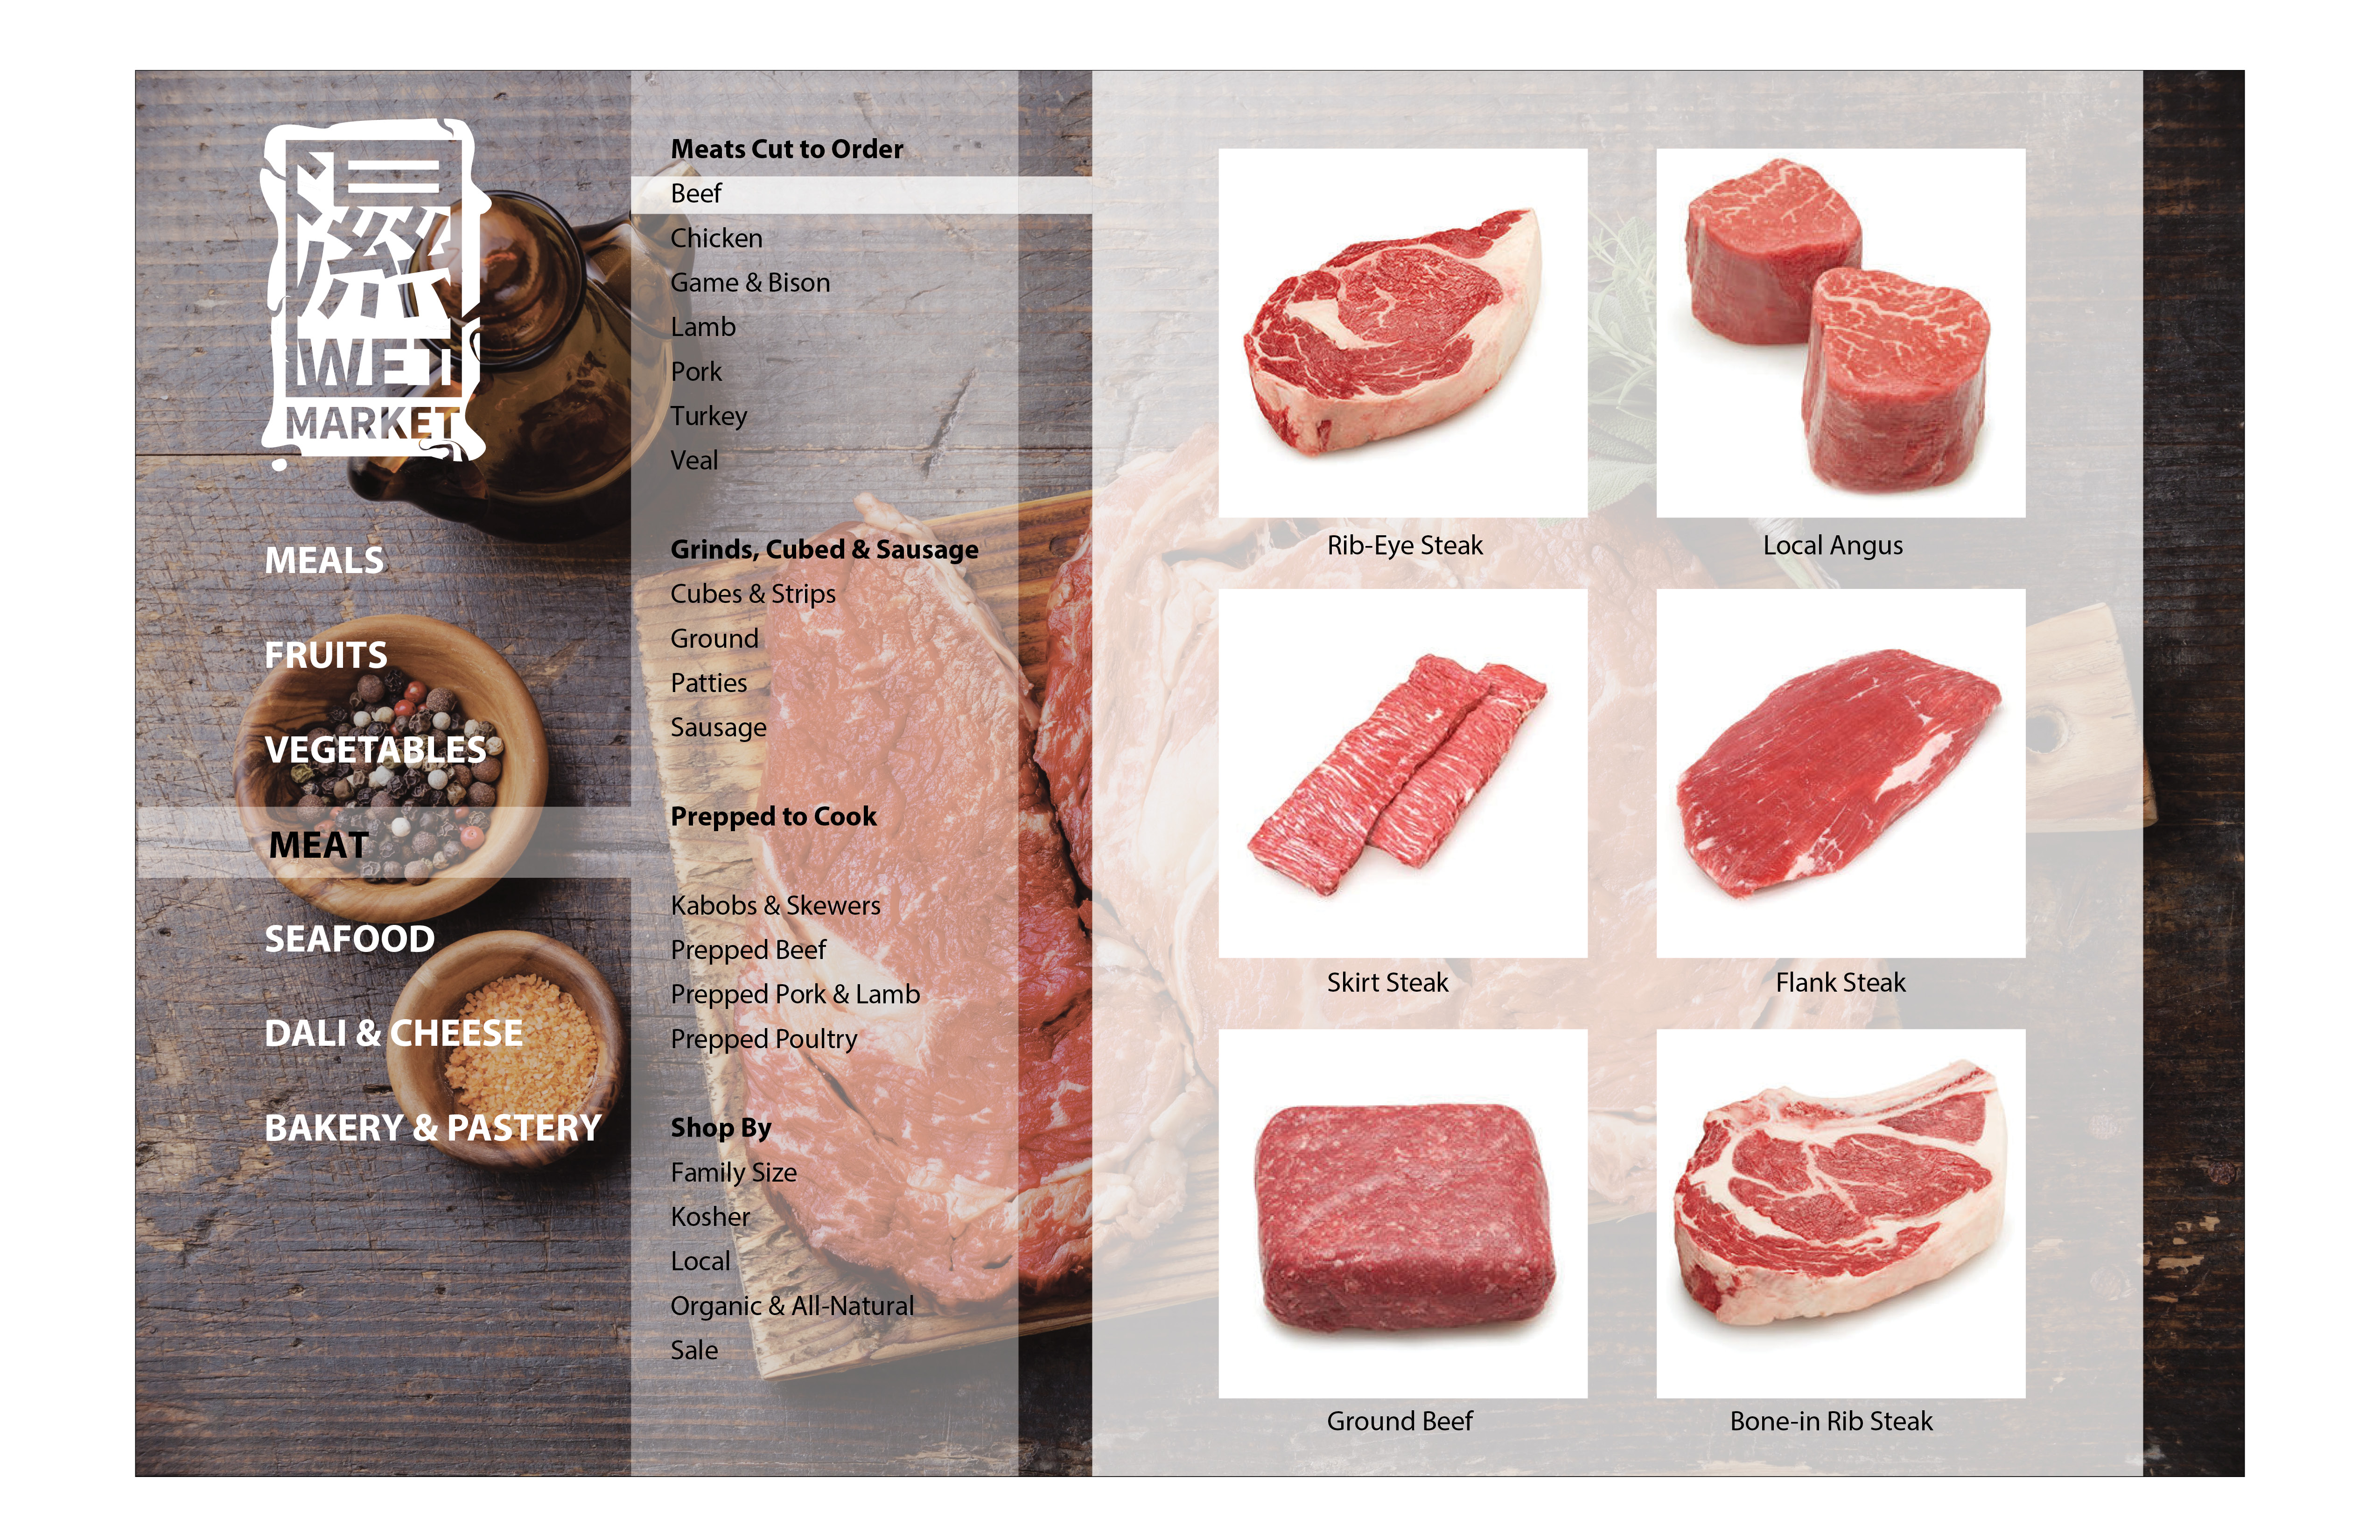 WET
MARKET
MEALS
FRUITS
VEGETABLES
MEAT
SEAFOOD
DALI & CHEESE
BAKERY & PASTERY
Meats Cut to Order
Beef
Chicken
Game & Bison
Lamb
Pork
Turkey
Veal
Grinds, Cubed & Sausage
Cubes & Strips
Ground
Patties
Sausage
Prepped to Cook
Kabobs & Skewers
Prepped Beef
Prepped Pork & Lamb
Prepped Poultry
Shop By
Family Size
Kosher
Local
Organic & All-Natural
Sale
Rib-Eye Steak
Local Angus
Skirt Steak
Flank Steak
Ground Beef
Bone-in Rib Steak